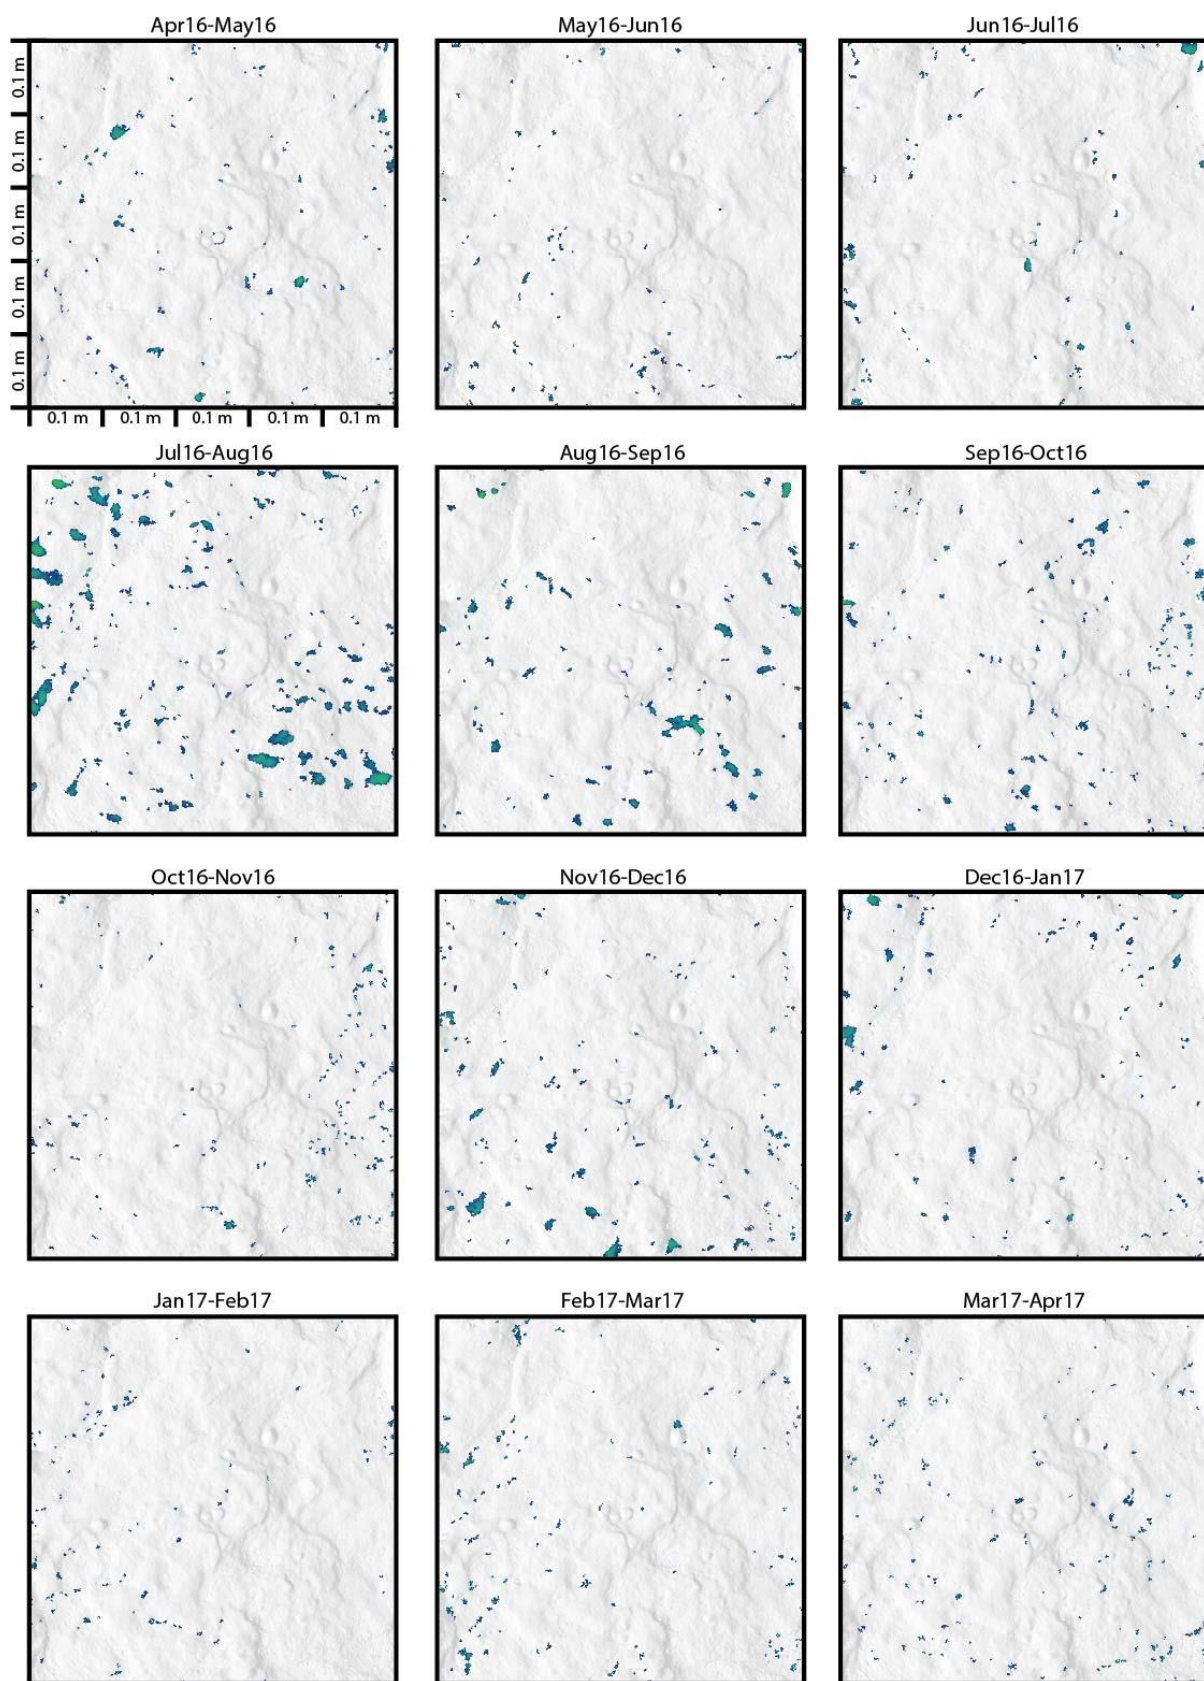 Apr16-May16 May16-Jun16 Jun16-Jul16
0.1 m
0.1 m
0.1 m
0.1 m
0.1 m
0.1 m 0.1 m 0.1 m 0.1 m 0.1 m
Jul16-Aug16 Aug16-Sep16 Sep16-Oct16
Oct16-Nov16 Nov16-Dec16 Dec16-Jan17
Jan17-Feb17 Feb17-Mar17 Mar17-Apr17